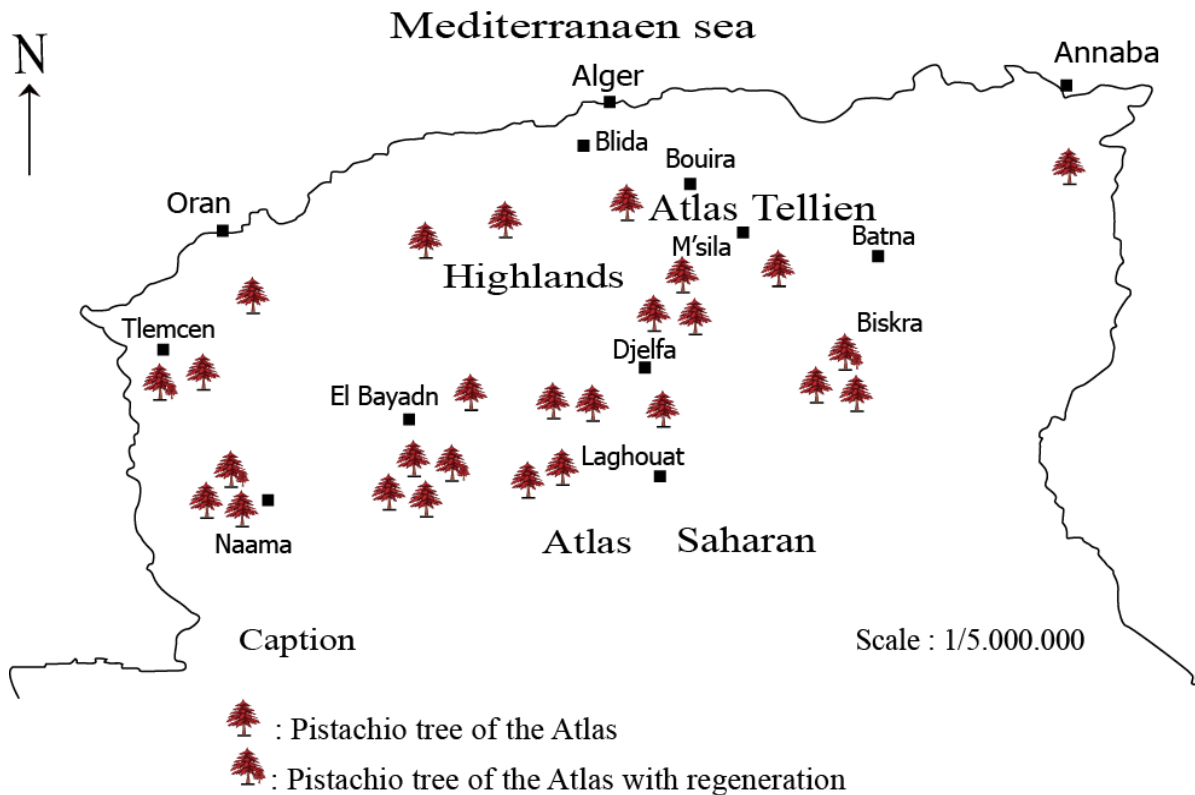 Mediterranaen sea
N
Alger
Annaba
Blida
Bouira
Oran
Atlas Tellien
M'sila
Batna
Highlands
Tlemcen
Biskra
Djelfa
El Bayadn
Laghouat
Naama
Atlas Saharan
Caption
Scale : 1/5.000.000
: Pistachio tree of the Atlas
: Pistachio tree of the Atlas with regeneration